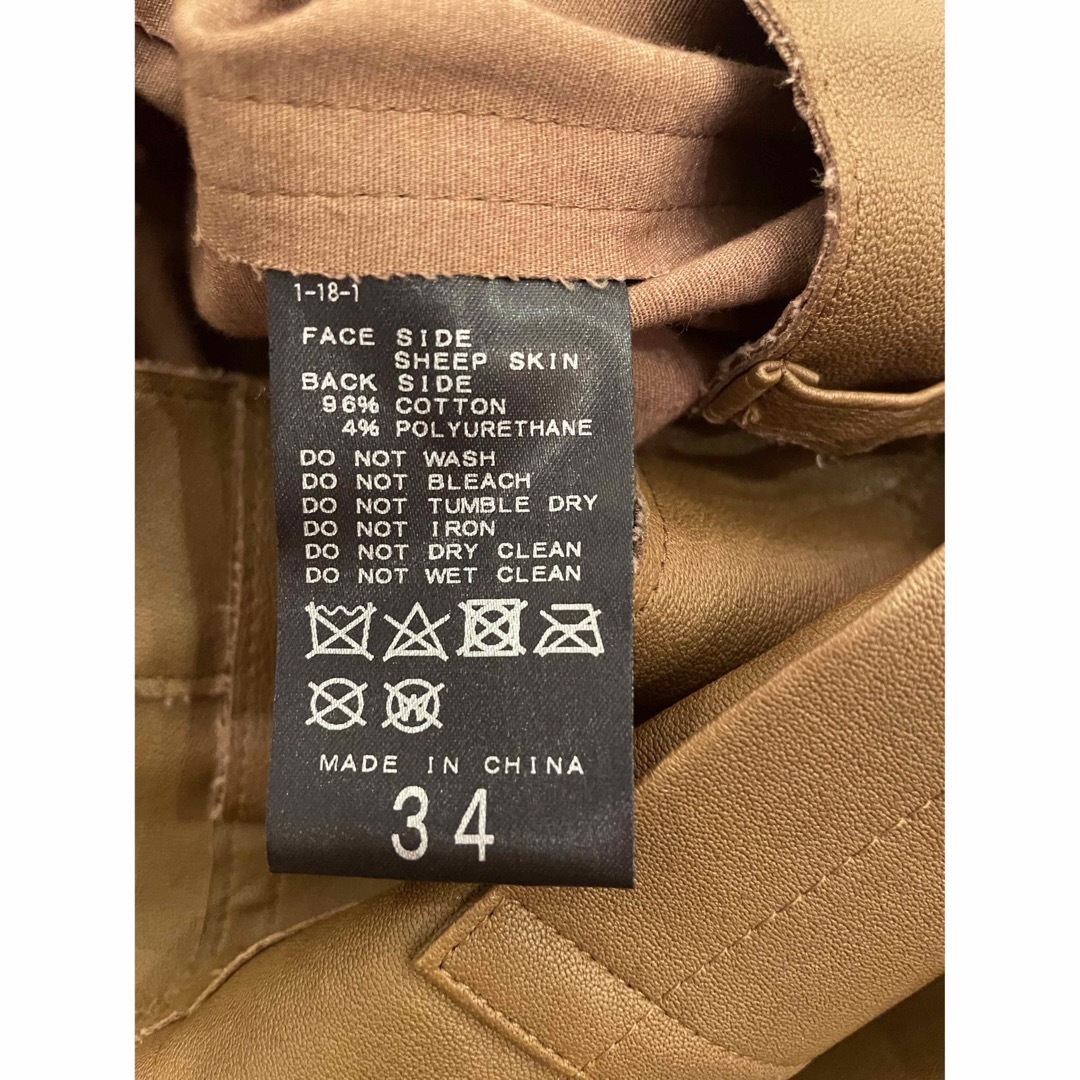 1-18-1
FACE SIDE
SHEEP SKIN
BACK SIDE
96% COTTON
4% POLYURETHANE
DO NOT WASH
DO NOT BLEACH
DO NOT TUMBLE DRY
DO NOT IRON
DO NOT DRY CLEAN
DO NOT WET CLEAN
W
MADE IN CHINA
34